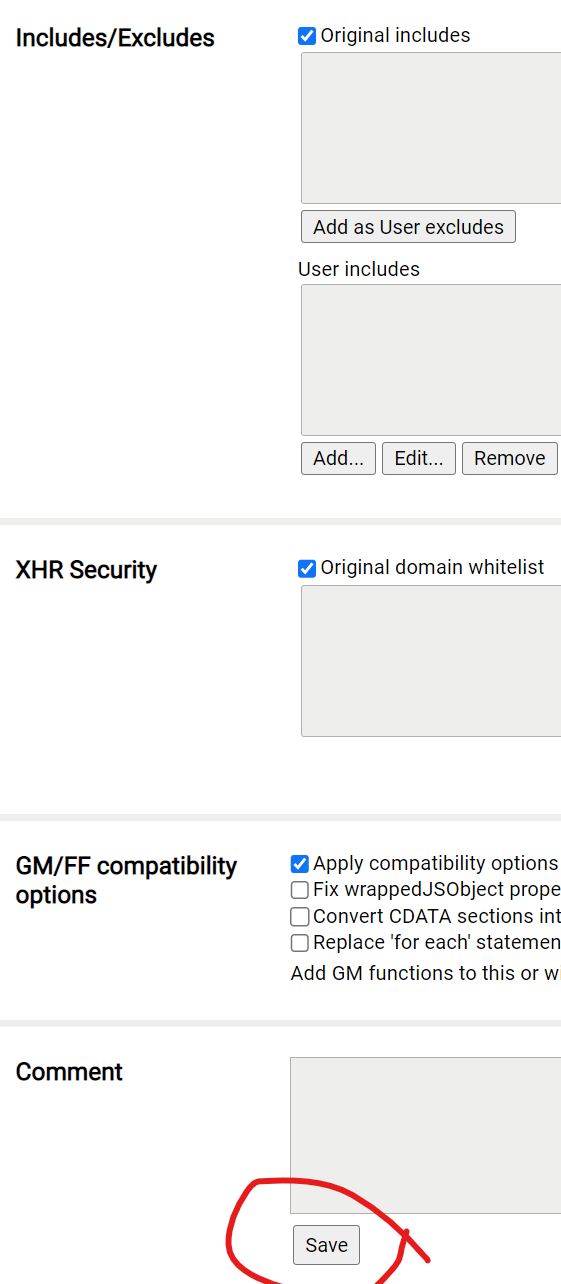 Includes/Excludes
Original includes
Add as User excludes
User includes
Add... Edit... Remove
XHR Security
Original domain whitelist
GM/FF compatibility
options
Apply compatibility options
Fix wrappedJSObject prope
Convert CDATA sections int
Replace 'for each' statemen
Add GM functions to this or wi
Comment
Save